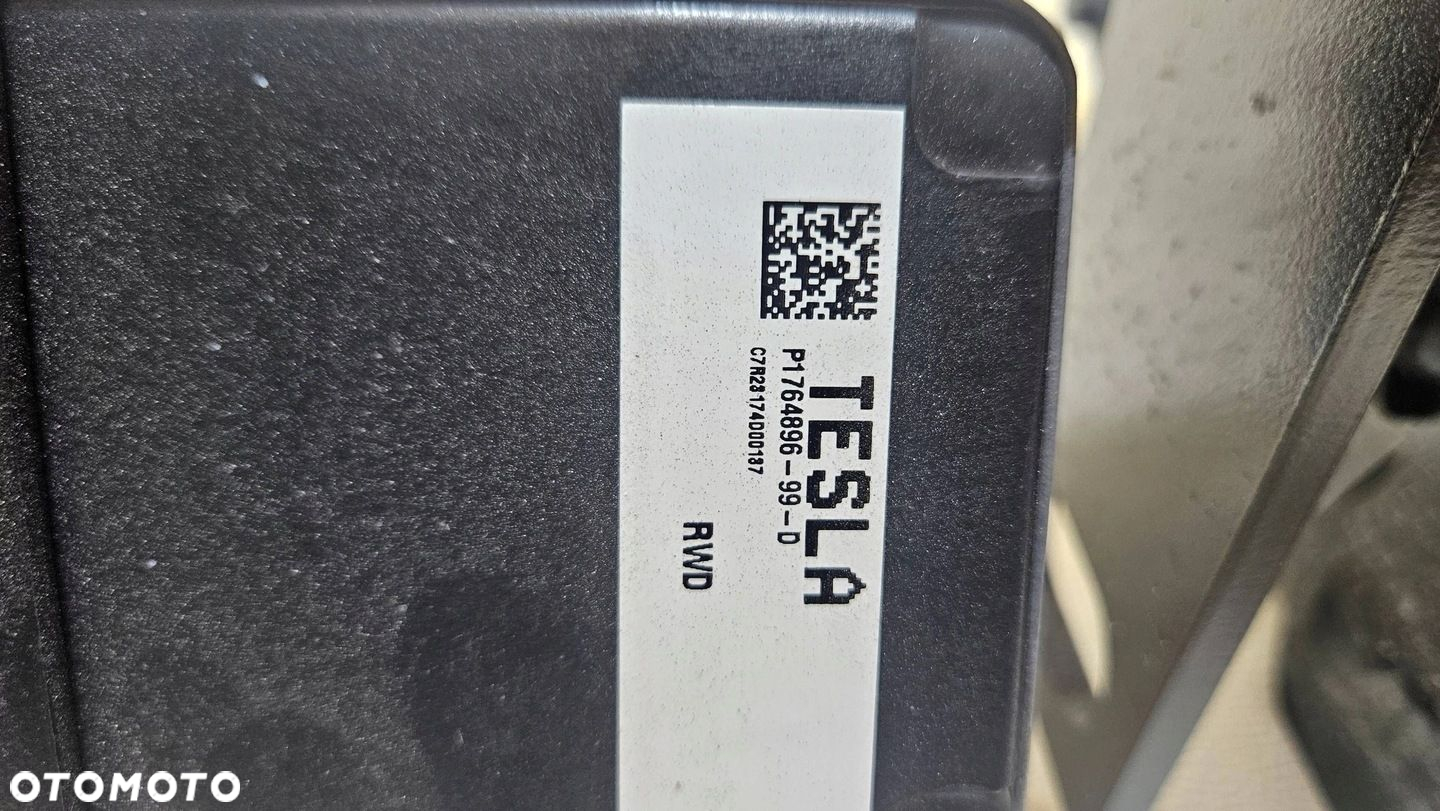 TESLA
P1764896-99-D
C7R23174D00187
RWD
OTOMOTO